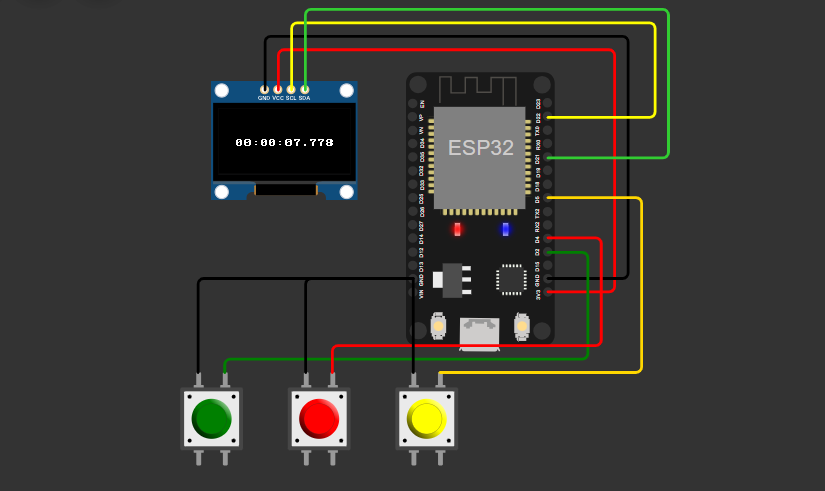 GND VCC SCL SDA
00:00:07.778
ESP32
EN
VP
VN
D34
D35
D32
D33
D25
D26
D27
D14
D12
D13
GND
VIN
D23
D22
TX0
RX0
D21
D19
D18
D5
TX2
RX2
D4
D2
D15
GND
3V3